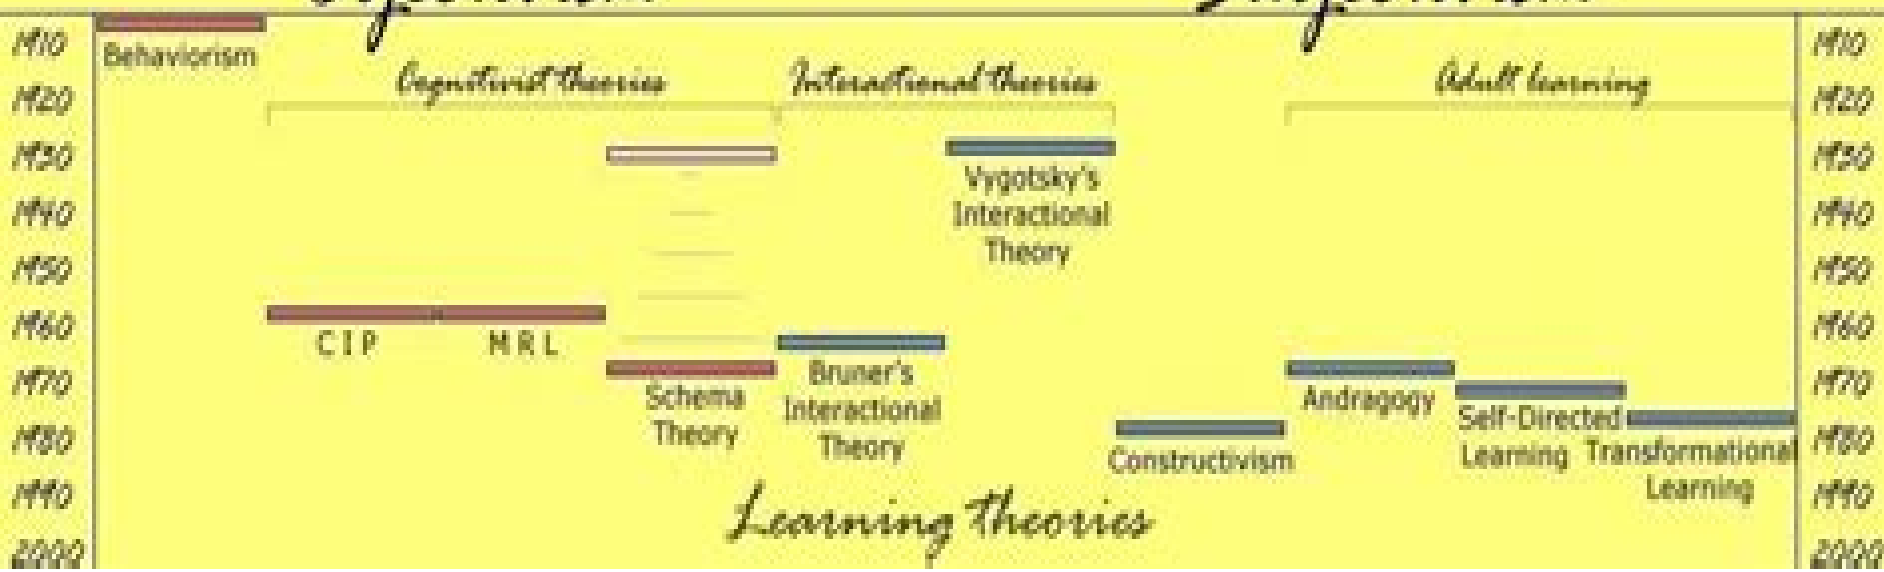 1910
1920
1930
1940
1950
1960
1970
1980
1990
2000
Behaviorism
Cognitivist theories
Interactional theories
Adult learning
Vygotsky's
Interactional
Theory
C I P
M R L
Schema
Theory
Bruner's
Interactional
Theory
Constructivism
Andragogy
Self-Directed
Learning
Transformational
Learning
Learning theories
1910
1920
1930
1940
1950
1960
1970
1980
1990
2000